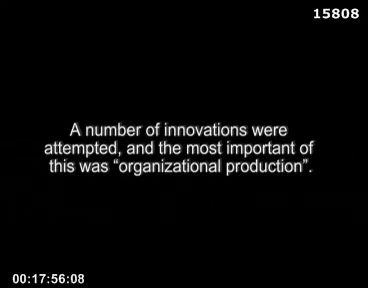 15808
A number of innovations were
attempted, and the most important of
this was “organizational production”.
00:17:56:08